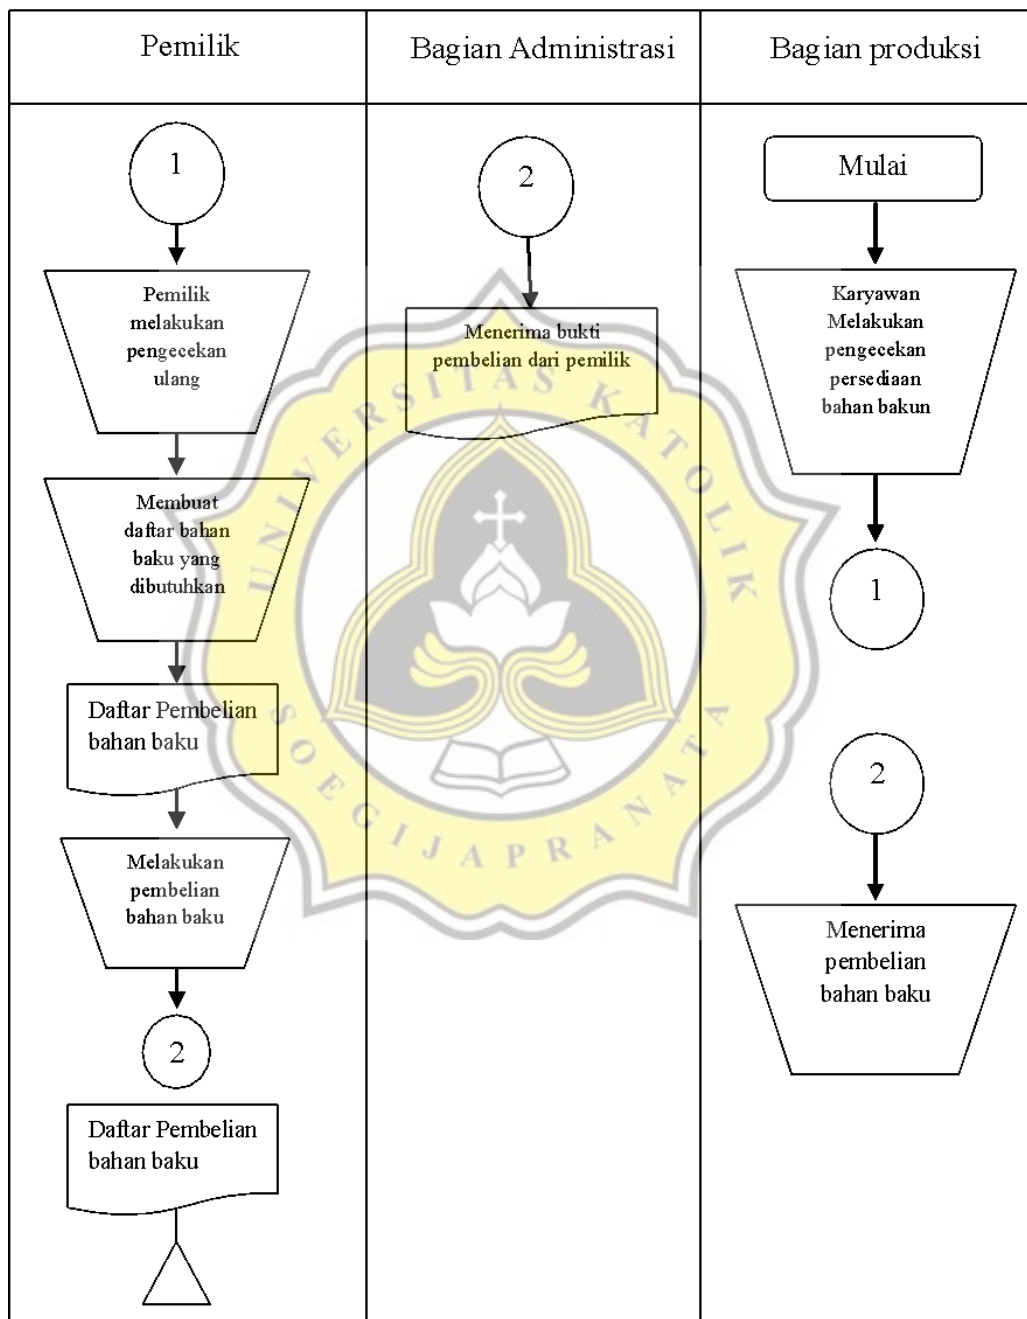 Pemilik
Bagian Administrasi
Bagian produksi
1
Pemilik
melakukan
pengecekan
ulang
Membuat
daftar bahan
baku yang
dibutuhkan
Daftar Pembelian
bahan baku
Melakukan
pembelian
bahan baku
2
Daftar Pembelian
bahan baku
2
Menerima bukti
pembelian dari pemilik
Mulai
Karyawan
Melakukan
pengecekan
persediaan
bahan bakun
1
2
Menerima
pembelian
bahan baku
UNIVERSITAS KATOLIK
SOEGIJAPRANATA